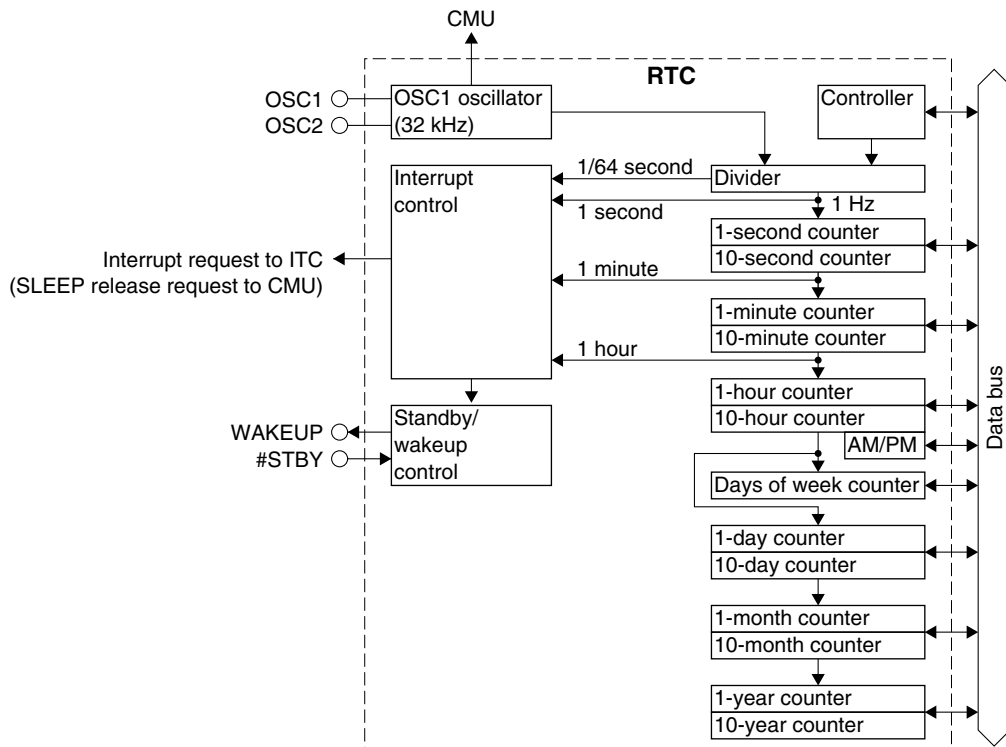 CMU
RTC
OSC1
OSC2
OSC1 oscillator
(32 kHz)
Controller
Interrupt
control
1/64 second
Divider
1 second
1 Hz
1-second counter
10-second counter
Interrupt request to ITC
(SLEEP release request to CMU)
1 minute
1-minute counter
10-minute counter
1 hour
1-hour counter
10-hour counter
AM/PM
Standby/
wakeup
control
WAKEUP
#STBY
Days of week counter
1-day counter
10-day counter
1-month counter
10-month counter
1-year counter
10-year counter
Data bus